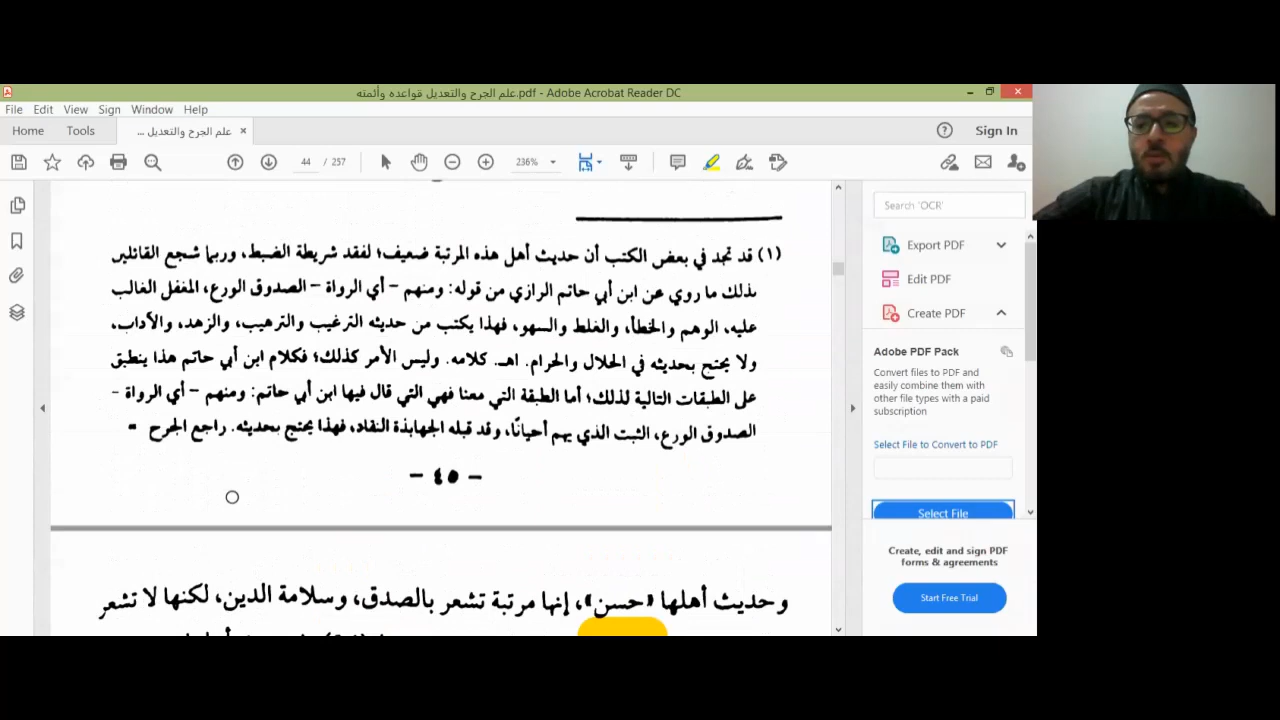 علم الجرح والتعديل قواعده وأئمته.pdf - Adobe Acrobat Reader DC
File Edit View Sign Window Help
Home Tools علم الجرح والتعديل ... × Sign In
44 / 257 236%
(١) قد تجد في بعض الكتب أن حديث أهل هذه المرتبة ضعيف؛ لفقد شريطة الضبط، وربما شجع القائلين
بذلك ما روي عن ابن أبي حاتم الرازي من قوله: ومنهم - أي الرواة - الصدوق الورع، المغفل الغالب
عليه، الوهم والخطأ، والغلط والسهو، فهذا يكتب من حديثه الترغيب والترهيب، والزهد، والآداب،
ولا يحتج بحديثه في الحلال والحرام. اهـ. كلامه. وليس الأمر كذلك؛ فكلام ابن أبي حاتم هذا ينطبق
على الطبقات التالية لذلك؛ أما الطبقة التي معنا فهي التي قال فيها ابن أبي حاتم: ومنهم - أي الرواة -
الصدوق الورع، الثبت الذي يهم أحيانًا، وقد قبله الجهابذة النقاد، فهذا يحتج بحديثه. راجع الجرح =
- ٤٥ -
وحديث أهلها «حسن»، إنها مرتبة تشعر بالصدق، وسلامة الدين، لكنها لا تشعر
Search 'OCR'
Export PDF
Edit PDF
Create PDF
Adobe PDF Pack
Convert files to PDF and
easily combine them with
other file types with a paid
subscription
Select File to Convert to PDF
Select File
Create, edit and sign PDF
forms & agreements
Start Free Trial